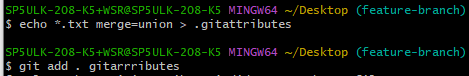 SP5ULK-208-K5+WSR@SP5ULK-208-K5 MINGW64 ~/Desktop (feature-branch)
$ echo *.txt merge=union > .gitattributes
SP5ULK-208-K5+WSR@SP5ULK-208-K5 MINGW64 ~/Desktop (feature-branch)
$ git add . gitarrributes